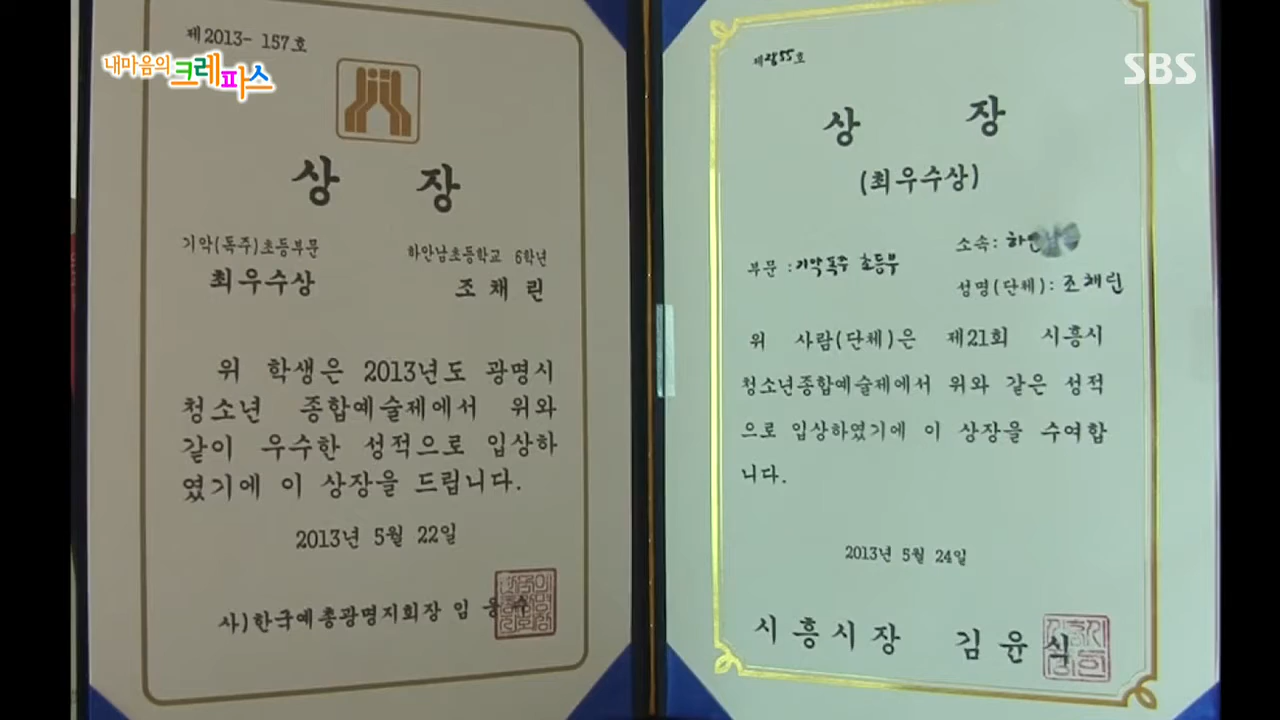 내마음의 크레파스
SBS
제2013- 157호
상 장
기악(독주)초등부문
최우수상
하안남초등학교 6학년
조 채 린
위 학생은 2013년도 광명시
청소년 종합예술제에서 위와
같이 우수한 성적으로 입상하
였기에 이 상장을 드립니다.
2013년 5월 22일
사)한국예총광명지회장 임 웅 수
상 장
(최우수상)
소속: 하안
부문 : 기악독주 초등부
성명(단체): 조채린
위 사람(단체)은 제21회 시흥시
청소년종합예술제에서 위와 같은 성적
으로 입상하였기에 이 상장을 수여합
니다.
2013년 5월 24일
시흥시장 김 윤 식